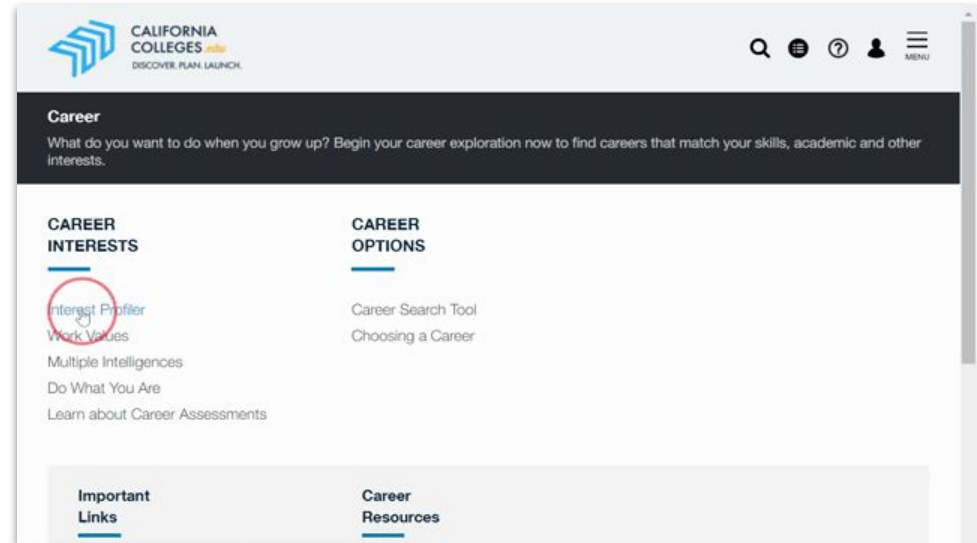 CALIFORNIA
COLLEGES.edu
DISCOVER. PLAN. LAUNCH.
MENU
Career
What do you want to do when you grow up? Begin your career exploration now to find careers that match your skills, academic and other
interests.
CAREER
INTERESTS
Interest Profiler
Work Values
Multiple Intelligences
Do What You Are
Learn about Career Assessments
CAREER
OPTIONS
Career Search Tool
Choosing a Career
Important
Links
Career
Resources